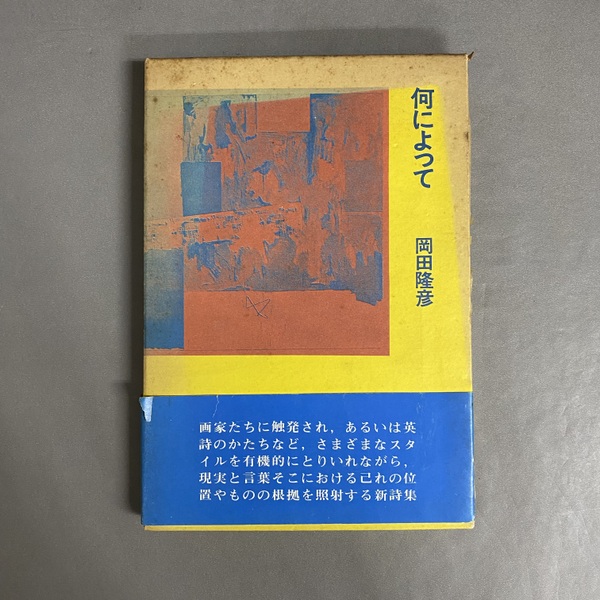 何によって
岡田隆彦
画家たちに触発され，あるいは英
詩のかたちなど，さまざまなスタ
イルを有機的にとりいれながら，
現実と言葉そこにおける己れの位
置やものの根拠を照射する新詩集